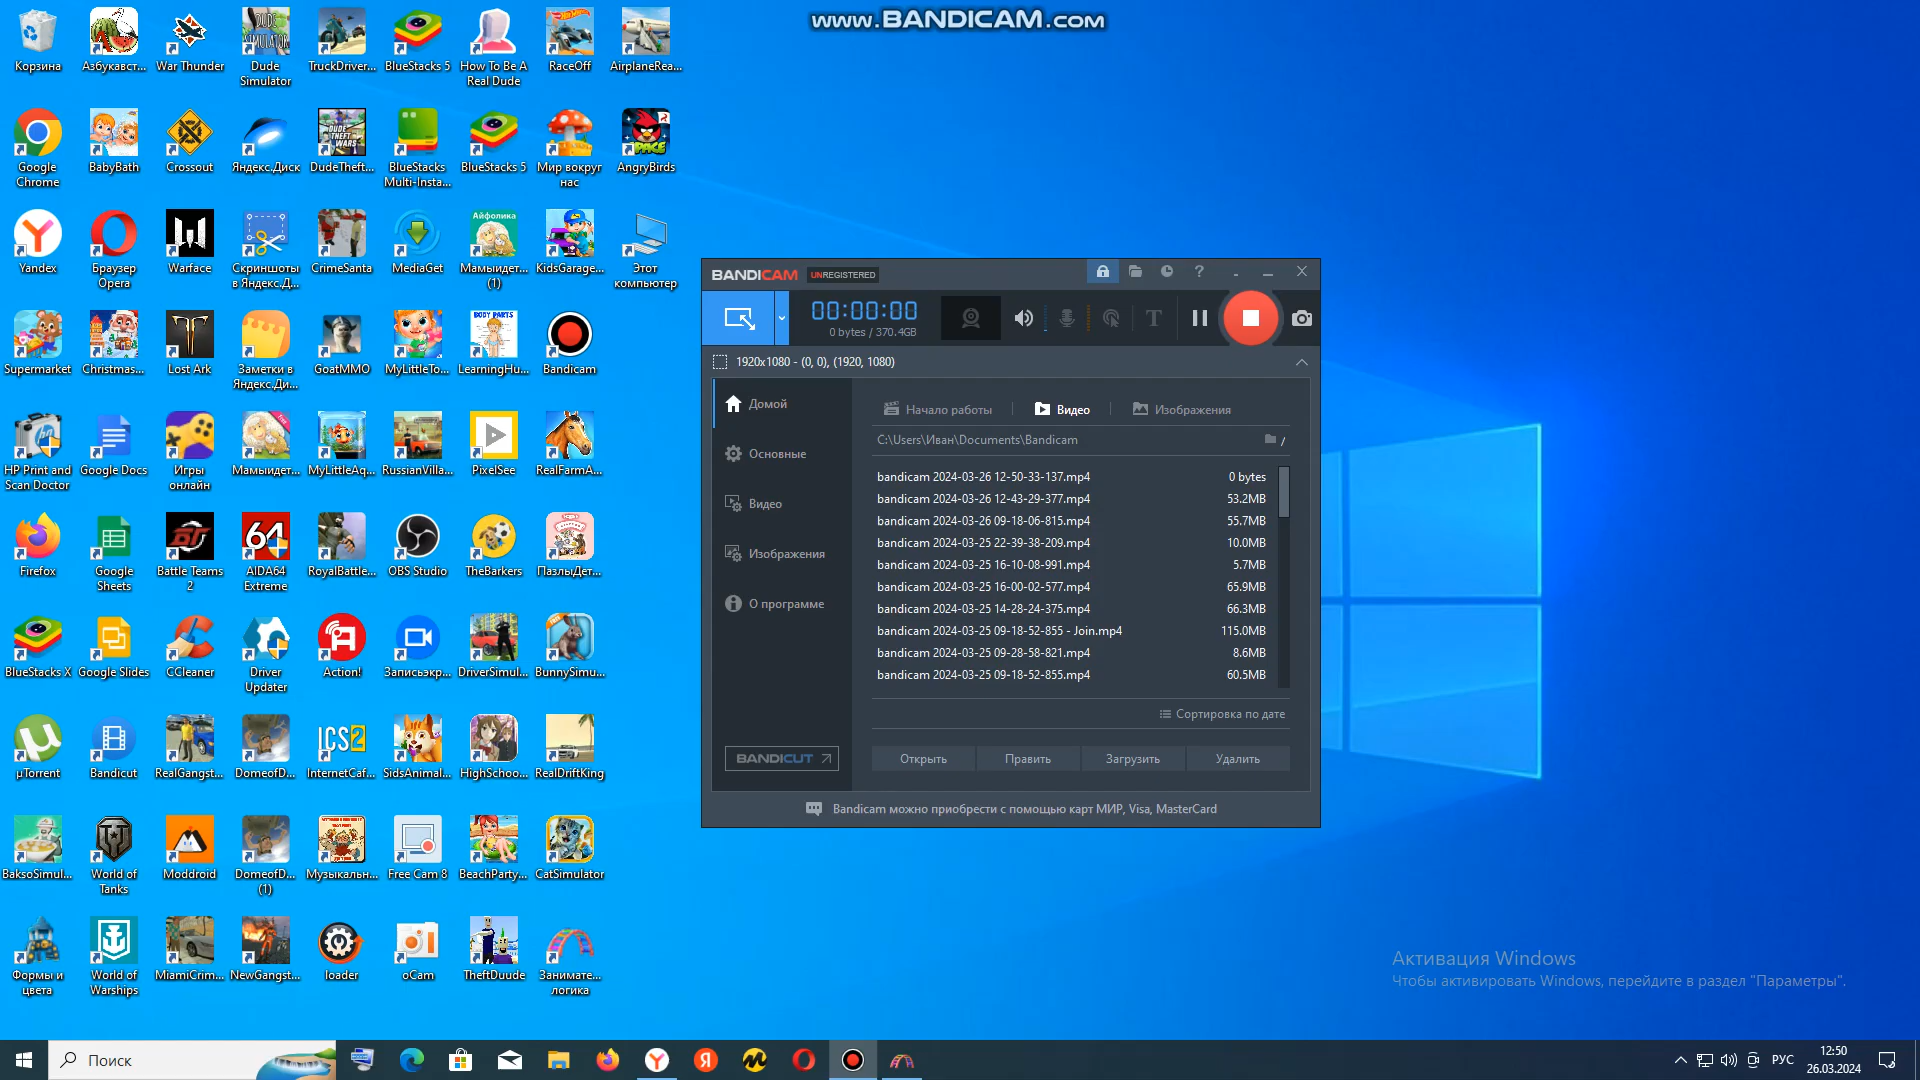 www.BANDICAM.com
Корзина
Азбукавст...
War Thunder
Dude
Simulator
TruckDriver...
BlueStacks 5
How To Be A
Real Dude
RaceOff
AirplaneRea...
Google
Chrome
BabyBath
Crossout
Яндекс.Диск
DudeTheft...
BlueStacks
Multi-Insta...
BlueStacks 5
Мир вокруг
нас
AngryBirds
Yandex
Браузер
Opera
Warface
Скриншоты
в Яндекс.Д...
CrimeSanta
MediaGet
Мамыидет...
(1)
KidsGarage...
Этот
компьютер
Supermarket
Christmas...
Lost Ark
Заметки в
Яндекс.Ди...
GoatMMO
MyLittleTo...
LearningHu...
Bandicam
HP Print and
Scan Doctor
Google Docs
Игры
онлайн
Мамыидет...
MyLittleAq...
RussianVilla...
PixelSee
RealFarmA...
Firefox
Google
Sheets
Battle Teams
2
AIDA64
Extreme
RoyalBattle...
OBS Studio
TheBarkers
ПазлыДет...
BlueStacks X
Google Slides
CCleaner
Driver
Updater
Action!
Записьэкр...
DriverSimul...
BunnySimu...
µTorrent
Bandicut
RealGangst...
DomeofD...
InternetCaf...
SidsAnimal...
HighSchoo...
RealDriftKing
BaksoSimul...
World of
Tanks
Moddroid
DomeofD...
(1)
Музыкальн...
Free Cam 8
BeachParty...
CatSimulator
Формы и
цвета
World of
Warships
MiamiCrim...
NewGangst...
loader
oCam
TheftDuude
Занимате...
логика
BANDICAM UNREGISTERED
00:00:00
0 bytes / 370.4GB
1920x1080 - (0, 0), (1920, 1080)
Домой
Основные
Видео
Изображения
О программе
BANDICUT
Начало работы
Видео
Изображения
C:\Users\Иван\Documents\Bandicam
/
bandicam 2024-03-26 12-50-33-137.mp4 0 bytes
bandicam 2024-03-26 12-43-29-377.mp4 53.2MB
bandicam 2024-03-26 09-18-06-815.mp4 55.7MB
bandicam 2024-03-25 22-39-38-209.mp4 10.0MB
bandicam 2024-03-25 16-10-08-991.mp4 5.7MB
bandicam 2024-03-25 16-00-02-577.mp4 65.9MB
bandicam 2024-03-25 14-28-24-375.mp4 66.3MB
bandicam 2024-03-25 09-18-52-855 - Join.mp4 115.0MB
bandicam 2024-03-25 09-28-58-821.mp4 8.6MB
bandicam 2024-03-25 09-18-52-855.mp4 60.5MB
Сортировка по дате
Открыть
Править
Загрузить
Удалить
Bandicam можно приобрести с помощью карт МИР, Visa, MasterCard
Активация Windows
Чтобы активировать Windows, перейдите в раздел "Параметры".
Поиск
РУС
12:50
26.03.2024